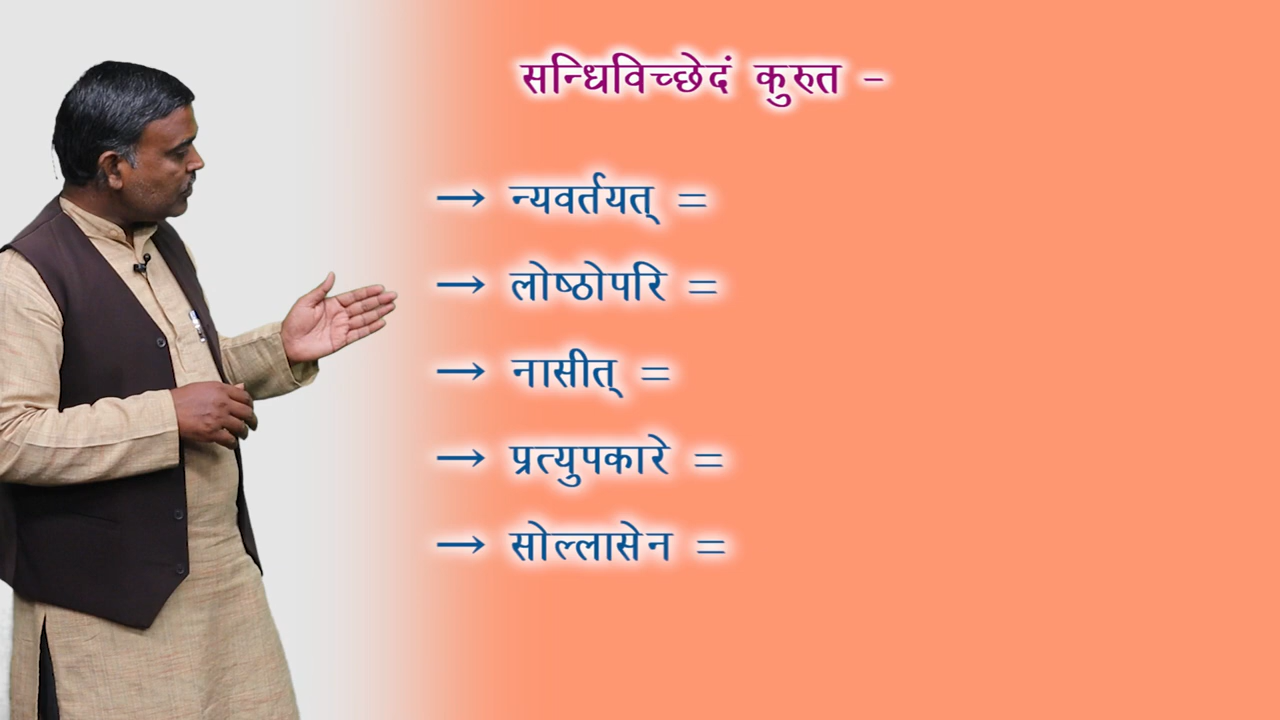 सन्धिविच्छेदं कुरुत –
→ न्यवर्तयत् =
→ लोष्ठोपरि =
→ नासीत् =
→ प्रत्युपकारे =
→ सोल्लासेन =